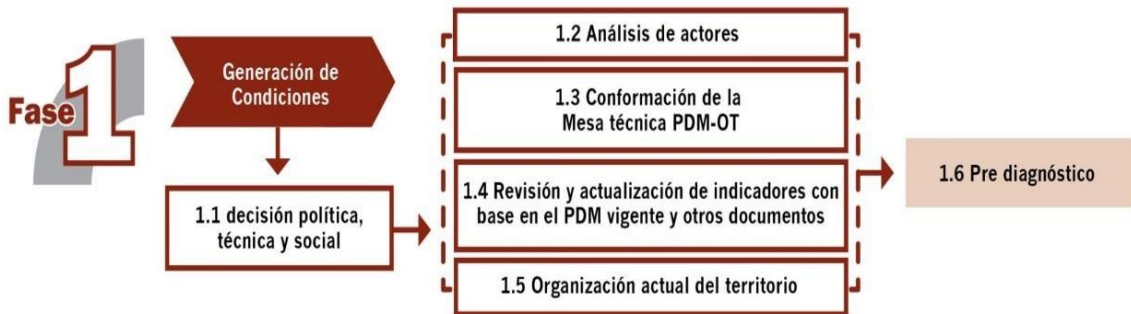 Fase 1
Generación de
Condiciones
1.1 decisión política,
técnica y social
1.2 Análisis de actores
1.3 Conformación de la
Mesa técnica PDM-OT
1.4 Revisión y actualización de indicadores con
base en el PDM vigente y otros documentos
1.5 Organización actual del territorio
1.6 Pre diagnóstico